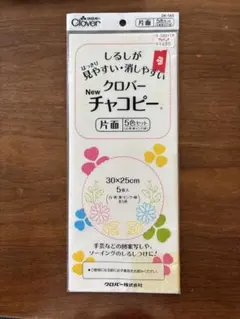 Clover
しるしが
はっきり
見やすい・消しやすい
クロバー
New チャコピー
片面 5色セット
30×25cm
5枚入
手芸などの図案写しや、
ソーイングのしるしつけに!
クロバー株式会社